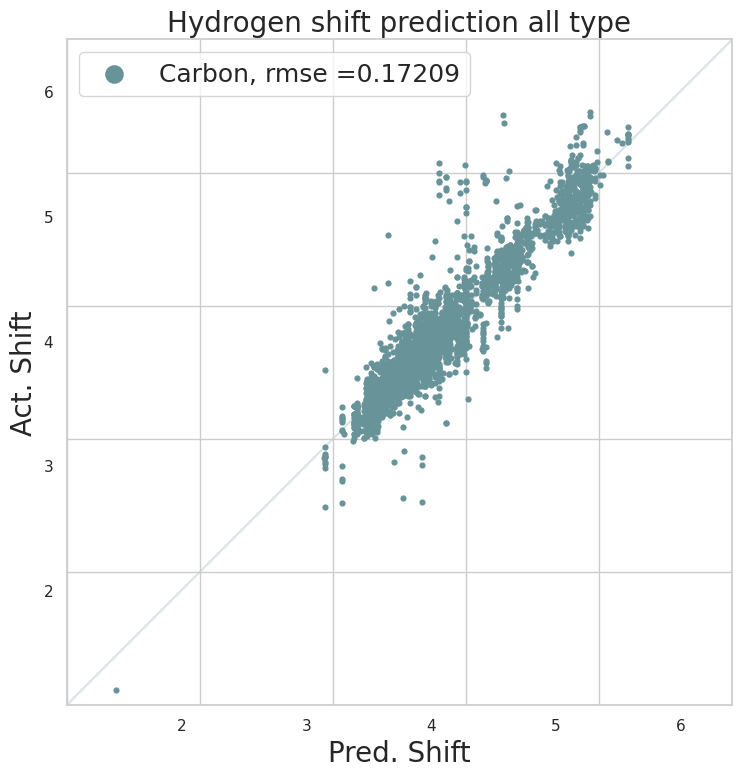 Hydrogen shift prediction all type
Carbon, rmse =0.17209
6
5
4
3
2
Act. Shift
2 3 4 5 6
Pred. Shift